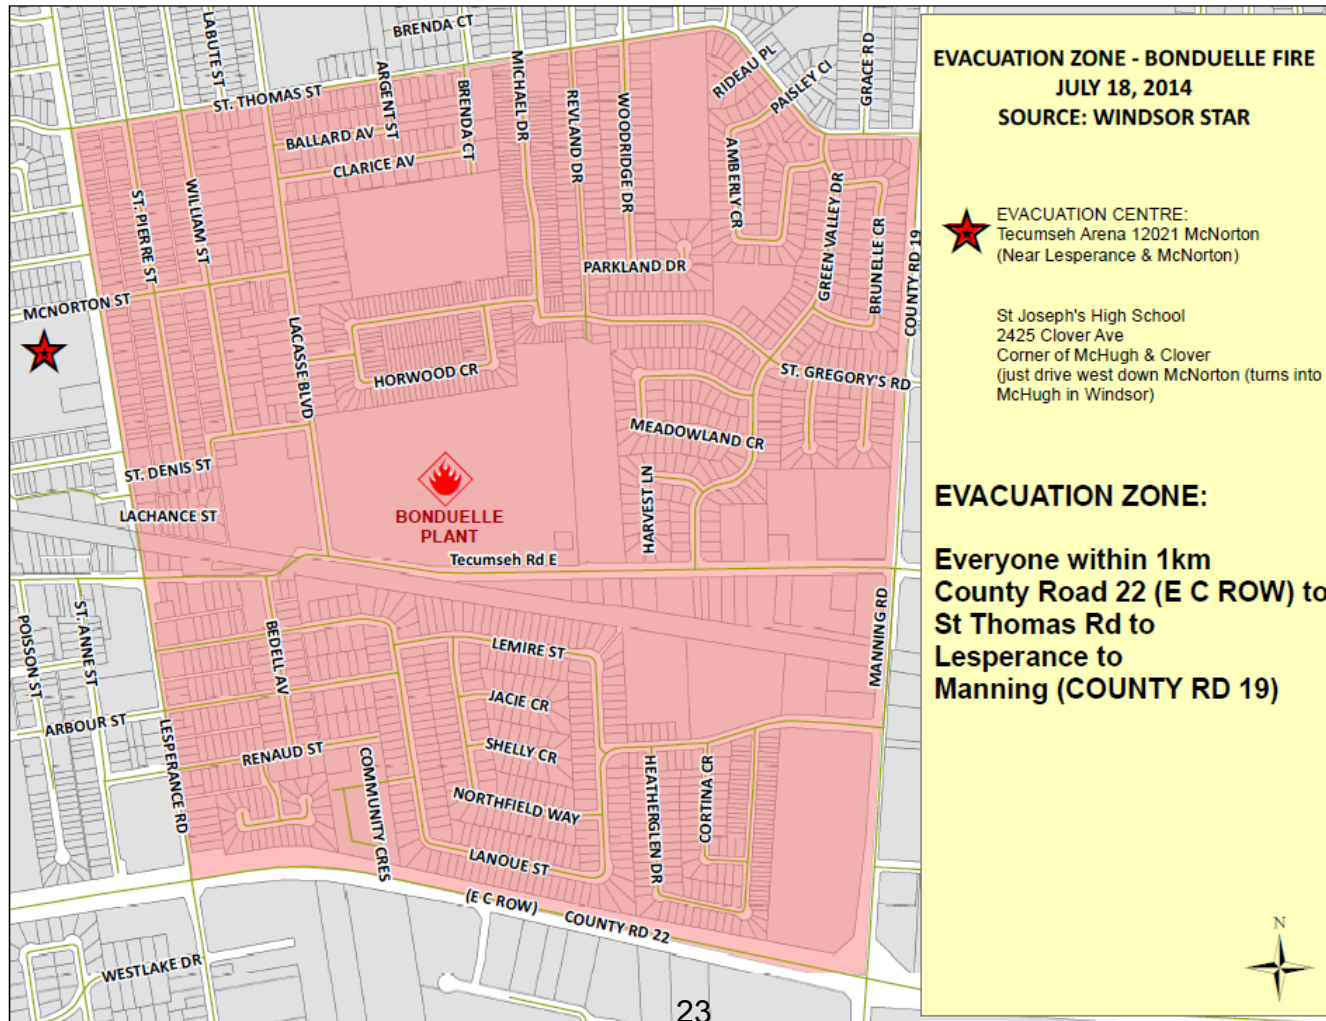 BRENDA CT
LABUTE ST
ST. THOMAS ST
ARGENT ST
BRENDA CT
MICHAEL DR
REVLAND DR
WOODRIDGE DR
RIDEAU PL
PAISLEY CI
GRACE RD
BALLARD AV
CLARICE AV
ST. PIERRE ST
WILLIAM ST
AMBERLY CR
GREEN VALLEY DR
BRUNELLE CR
COUNTY RD 19
PARKLAND DR
MCNORTON ST
LACASSE BLVD
HORWOOD CR
ST. GREGORY'S RD
MEADOWLAND CR
ST. DENIS ST
LACHANCE ST
HARVEST LN
BONDUELLE
PLANT
Tecumseh Rd E
POISSON ST
ST. ANNE ST
BEDELL AV
LEMIRE ST
MANNING RD
JACIE CR
ARBOUR ST
SHELLY CR
RENAUD ST
LESPERANCE RD
COMMUNITY CRES
NORTHFIELD WAY
HEATHERGLEN DR
CORTINA CR
LANOUE ST
(E C ROW) COUNTY RD 22
WESTLAKE DR
23
EVACUATION ZONE - BONDUELLE FIRE
JULY 18, 2014
SOURCE: WINDSOR STAR
EVACUATION CENTRE:
Tecumseh Arena 12021 McNorton
(Near Lesperance & McNorton)
St Joseph's High School
2425 Clover Ave
Corner of McHugh & Clover
(just drive west down McNorton (turns into
McHugh in Windsor)
EVACUATION ZONE:
Everyone within 1km
County Road 22 (E C ROW) to
St Thomas Rd to
Lesperance to
Manning (COUNTY RD 19)
N